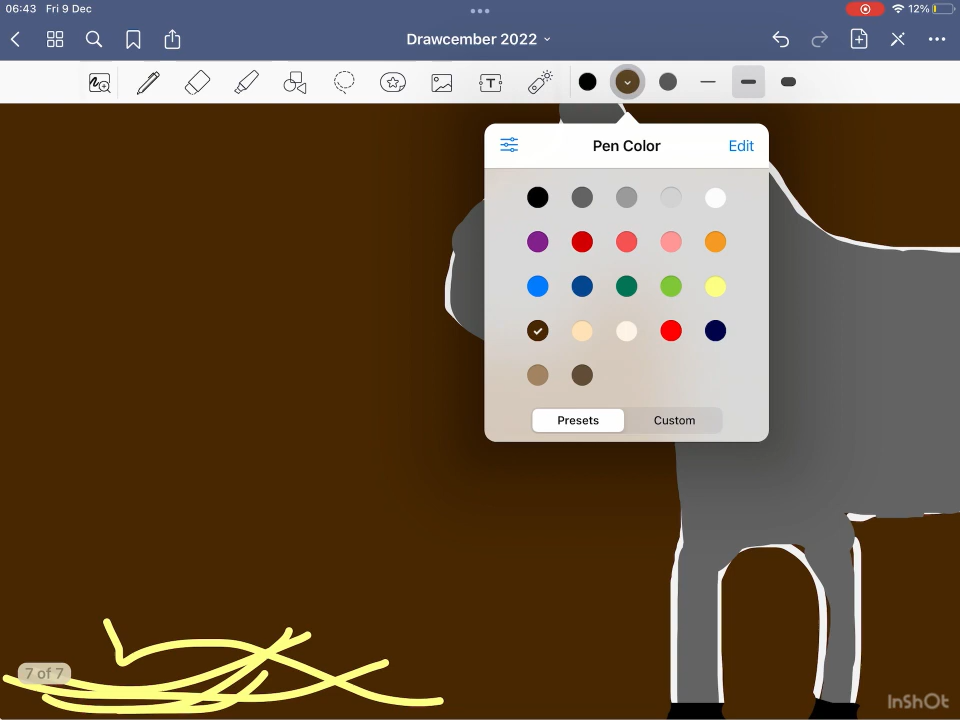 06:43 Fri 9 Dec
12%
Drawcember 2022
T
Pen Color
Edit
Presets
Custom
7 of 7
InShOt